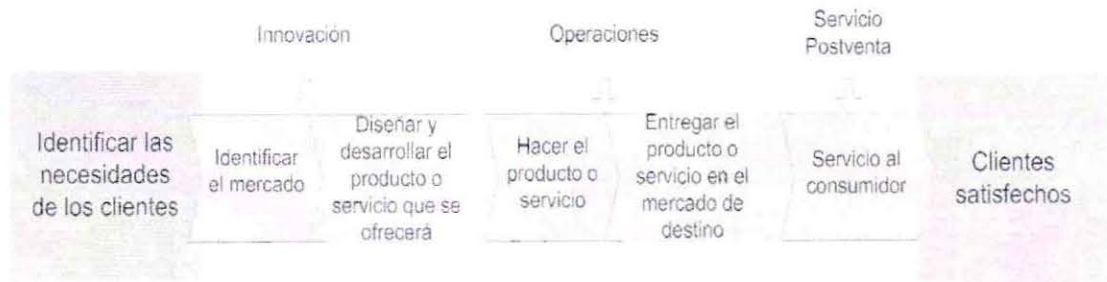 Innovación
Operaciones
Servicio
Postventa
Identificar las
necesidades
de los clientes
Identificar
el mercado
Diseñar y
desarrollar el
producto o
servicio que se
ofrecerá
Hacer el
producto o
servicio
Entregar el
producto o
servicio en el
mercado de
destino
Servicio al
consumidor
Clientes
satisfechos